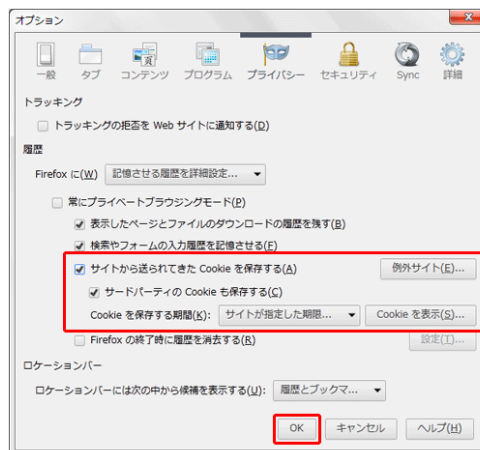 オプション
一般 タブ コンテンツ プログラム プライバシー セキュリティ Sync 詳細
トラッキング
トラッキングの拒否を Web サイトに通知する(D)
履歴
Firefox に(W) 記憶させる履歴を詳細設定...
常にプライベートブラウジングモード(P)
表示したページとファイルのダウンロードの履歴を残す(B)
検索やフォームの入力履歴を記憶させる(F)
サイトから送られてきた Cookie を保存する(A) 例外サイト(E)...
サードパーティの Cookie も保存する(C)
Cookie を保存する期間(K): サイトが指定した期限... Cookie を表示(S)...
Firefox の終了時に履歴を消去する(R) 設定(T)...
ロケーションバー
ロケーションバーには次の中から候補を表示する(U): 履歴とブックマ...
OK キャンセル ヘルプ(H)